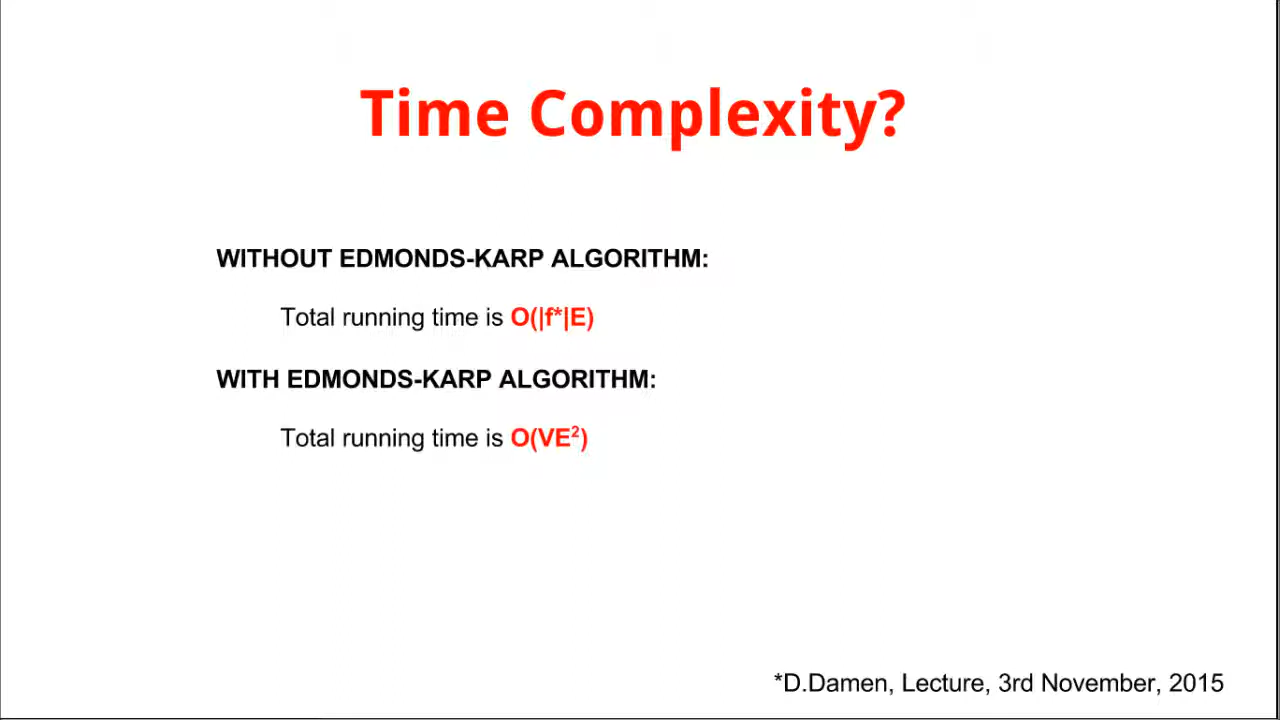 Time Complexity?
WITHOUT EDMONDS-KARP ALGORITHM:
Total running time is O(|f*|E)
WITH EDMONDS-KARP ALGORITHM:
Total running time is O(VE²)
*D.Damen, Lecture, 3rd November, 2015